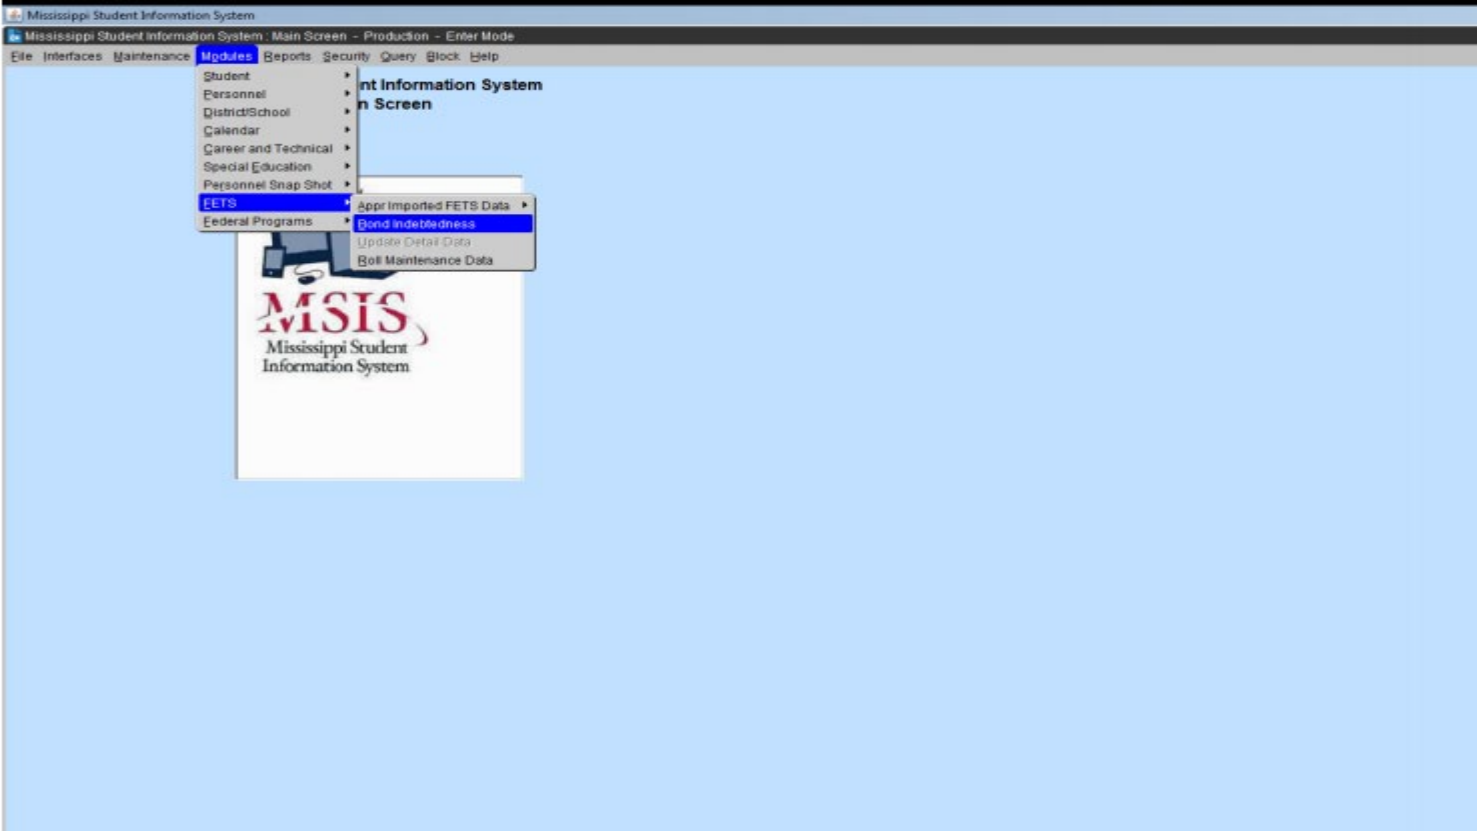 Mississippi Student Information System
Mississippi Student Information System : Main Screen - Production - Enter Mode
File Interfaces Maintenance Modules Reports Security Query Block Help
nt Information System
n Screen
Student
Personnel
District/School
Calendar
Career and Technical
Special Education
Personnel Snap Shot
FETS
Federal Programs
Appr Imported FETS Data
Bond Indebtedness
Update Detail Data
Roll Maintenance Data
MSIS
Mississippi Student
Information System